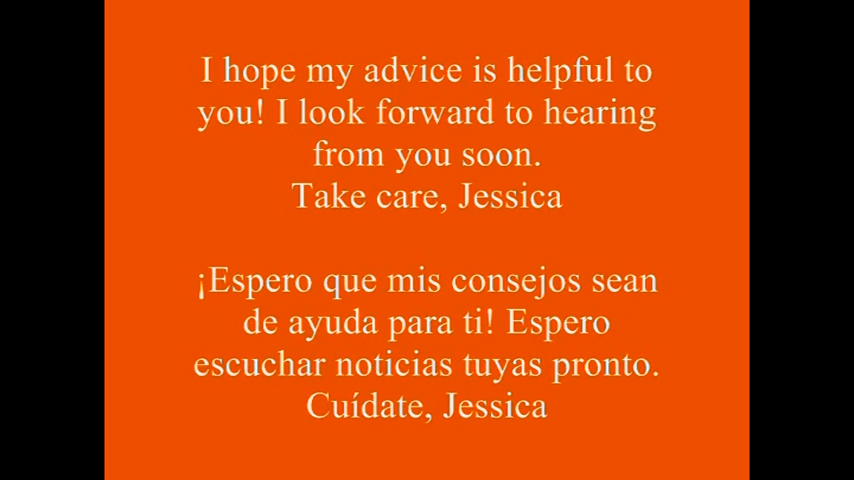 I hope my advice is helpful to
you! I look forward to hearing
from you soon.
Take care, Jessica
¡Espero que mis consejos sean
de ayuda para ti! Espero
escuchar noticias tuyas pronto.
Cuídate, Jessica